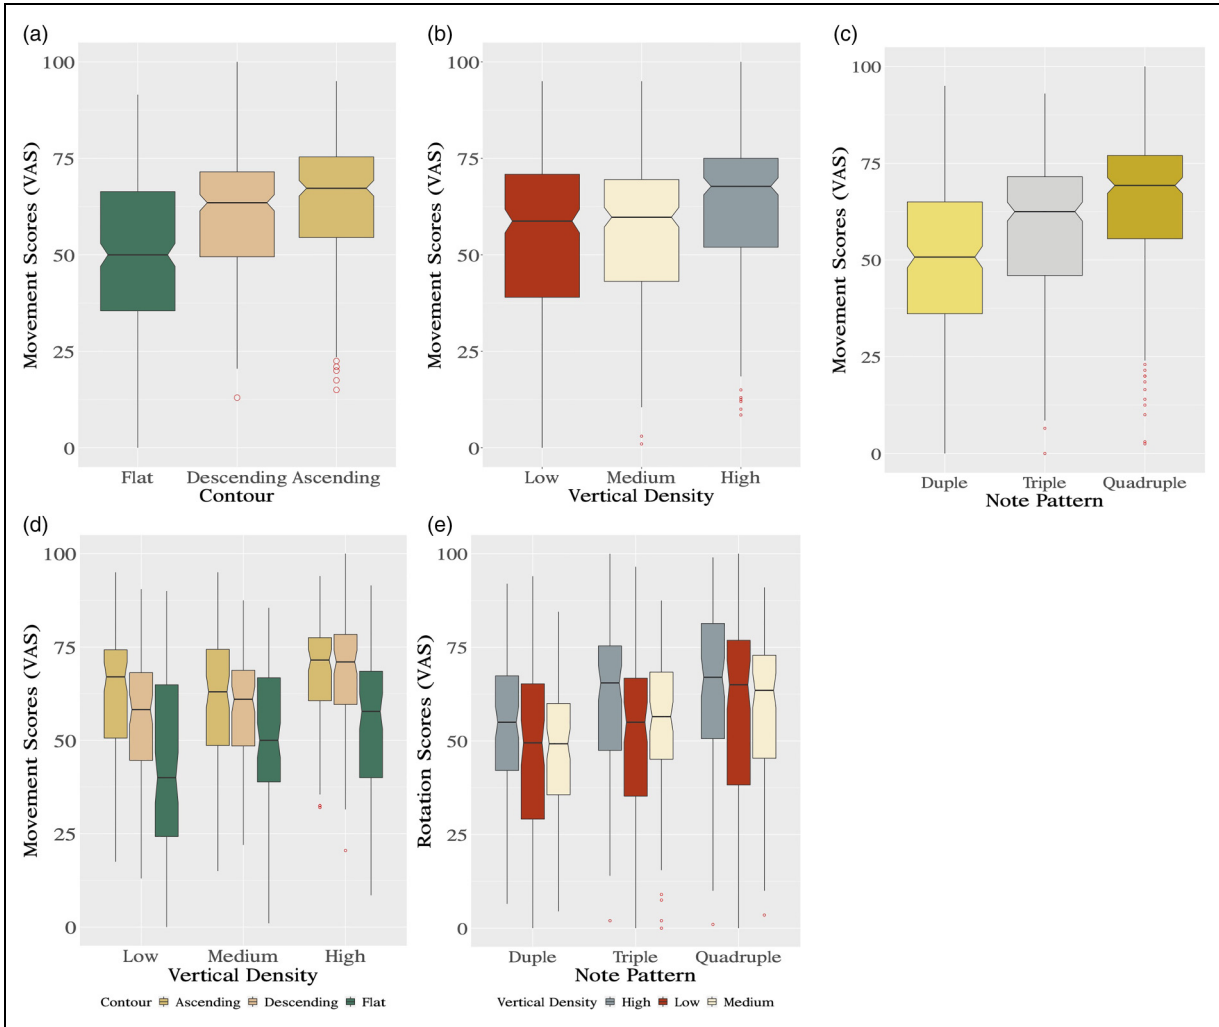 (a)
100
75
50
25
0
Movement Scores (VAS)
Flat Descending Ascending
Contour
(b)
100
75
50
25
0
Movement Scores (VAS)
Low Medium High
Vertical Density
(c)
100
75
50
25
0
Movement Scores (VAS)
Duple Triple Quadruple
Note Pattern
(d)
100
75
50
25
0
Movement Scores (VAS)
Low Medium High
Vertical Density
Contour Ascending Descending Flat
(e)
100
75
50
25
0
Rotation Scores (VAS)
Duple Triple Quadruple
Note Pattern
Vertical Density High Low Medium